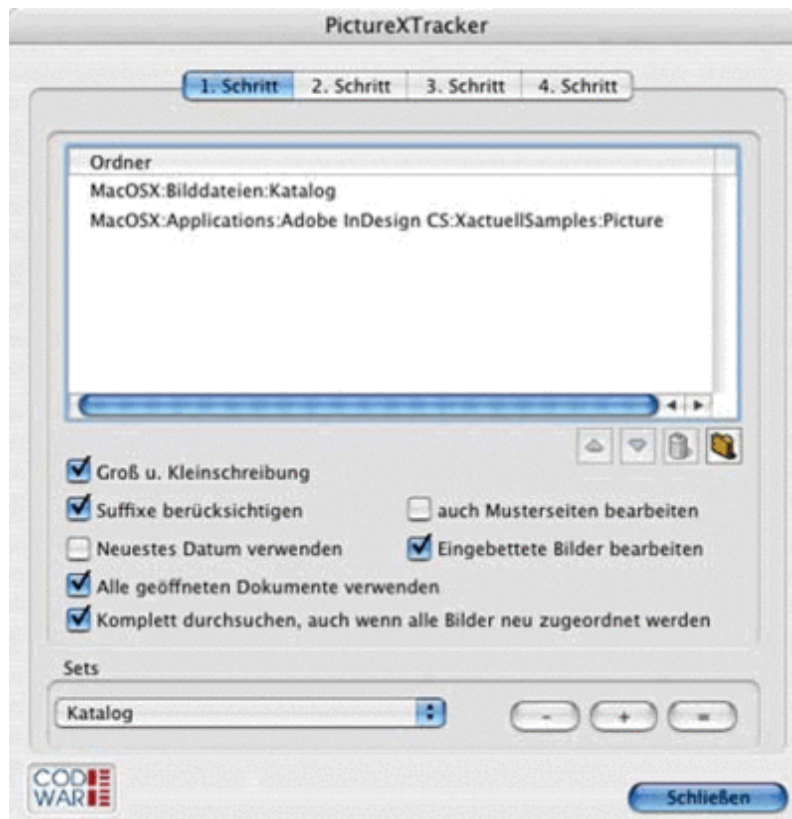 PictureXTracker
1. Schritt 2. Schritt 3. Schritt 4. Schritt
Ordner
MacOSX:Bilddateien:Katalog
MacOSX:Applications:Adobe InDesign CS:XactuellSamples:Picture
Groß u. Kleinschreibung
Suffixe berücksichtigen auch Musterseiten bearbeiten
Neuestes Datum verwenden Eingebettete Bilder bearbeiten
Alle geöffneten Dokumente verwenden
Komplett durchsuchen, auch wenn alle Bilder neu zugeordnet werden
Sets
Katalog - + =
CODE
WARE
Schließen